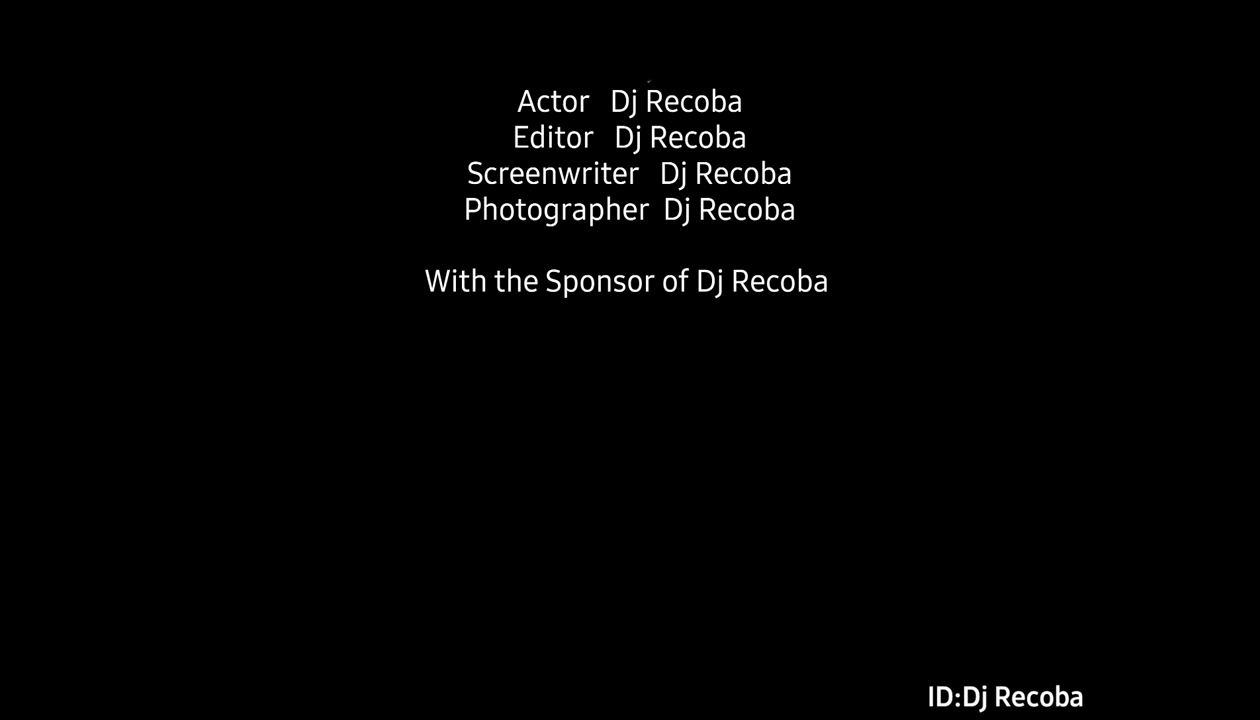 Actor Dj Recoba
Editor Dj Recoba
Screenwriter Dj Recoba
Photographer Dj Recoba
With the Sponsor of Dj Recoba
ID:Dj Recoba